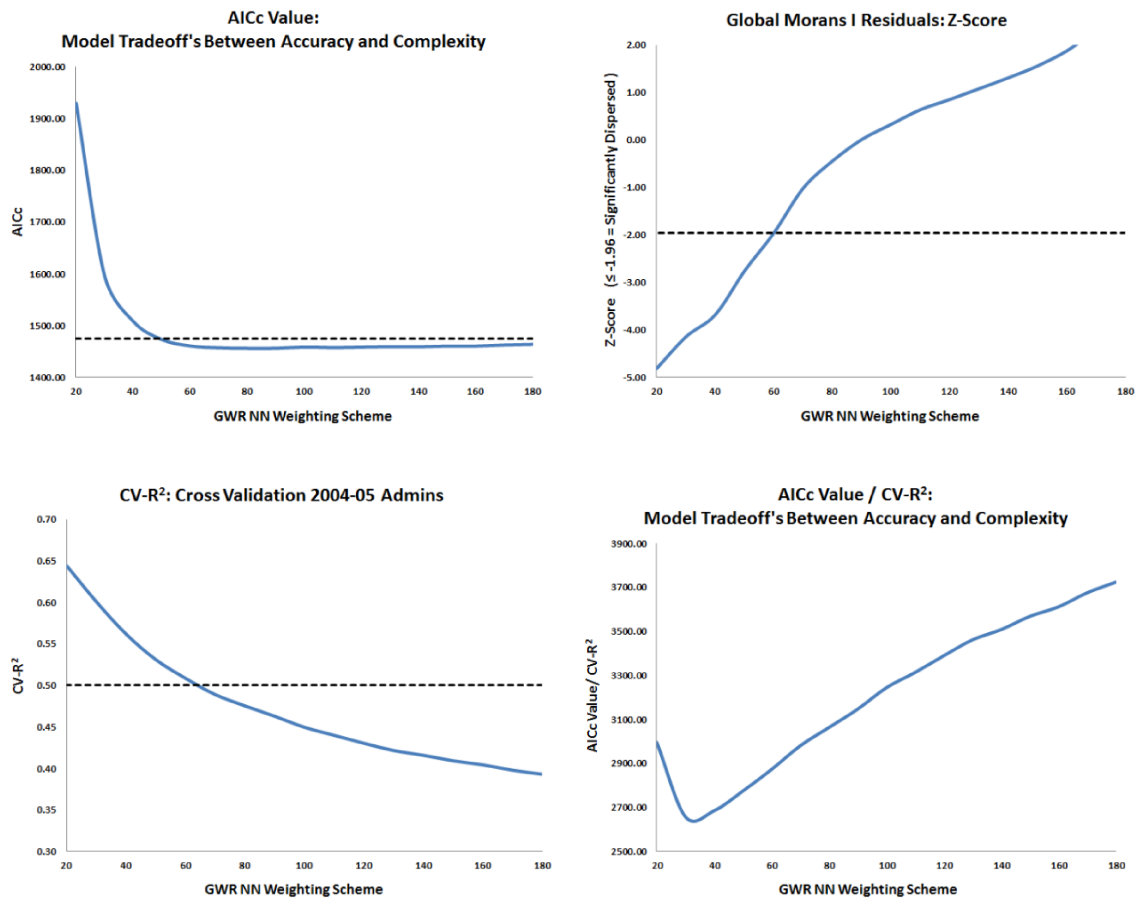 AICc Value:
Model Tradeoff's Between Accuracy and Complexity
2000.00
1900.00
1800.00
1700.00
1600.00
1500.00
1400.00
AICc
20 40 60 80 100 120 140 160 180
GWR NN Weighting Scheme
Global Morans I Residuals: Z-Score
2.00
1.00
0.00
-1.00
-2.00
-3.00
-4.00
-5.00
Z-Score (≤ -1.96 = Significantly Dispersed )
20 40 60 80 100 120 140 160 180
GWR NN Weighting Scheme
CV-R²: Cross Validation 2004-05 Admins
0.70
0.65
0.60
0.55
0.50
0.45
0.40
0.35
0.30
CV-R²
20 40 60 80 100 120 140 160 180
GWR NN Weighting Scheme
AICc Value / CV-R²:
Model Tradeoff's Between Accuracy and Complexity
3900.00
3700.00
3500.00
3300.00
3100.00
2900.00
2700.00
2500.00
AICc Value/ CV-R²
20 40 60 80 100 120 140 160 180
GWR NN Weighting Scheme